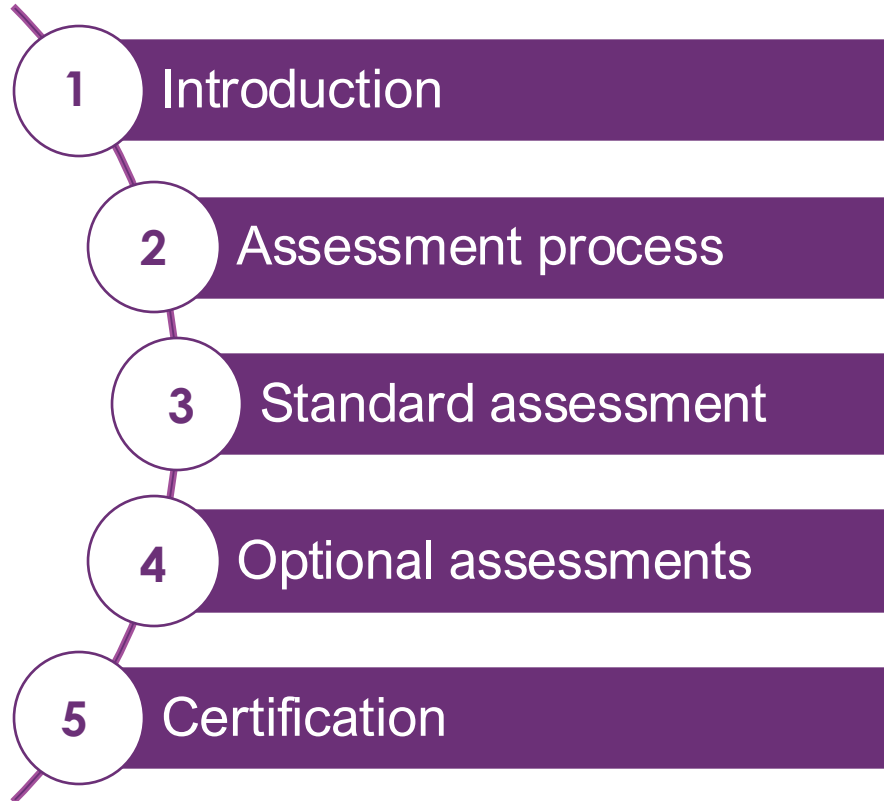 1 Introduction
2 Assessment process
3 Standard assessment
4 Optional assessments
5 Certification